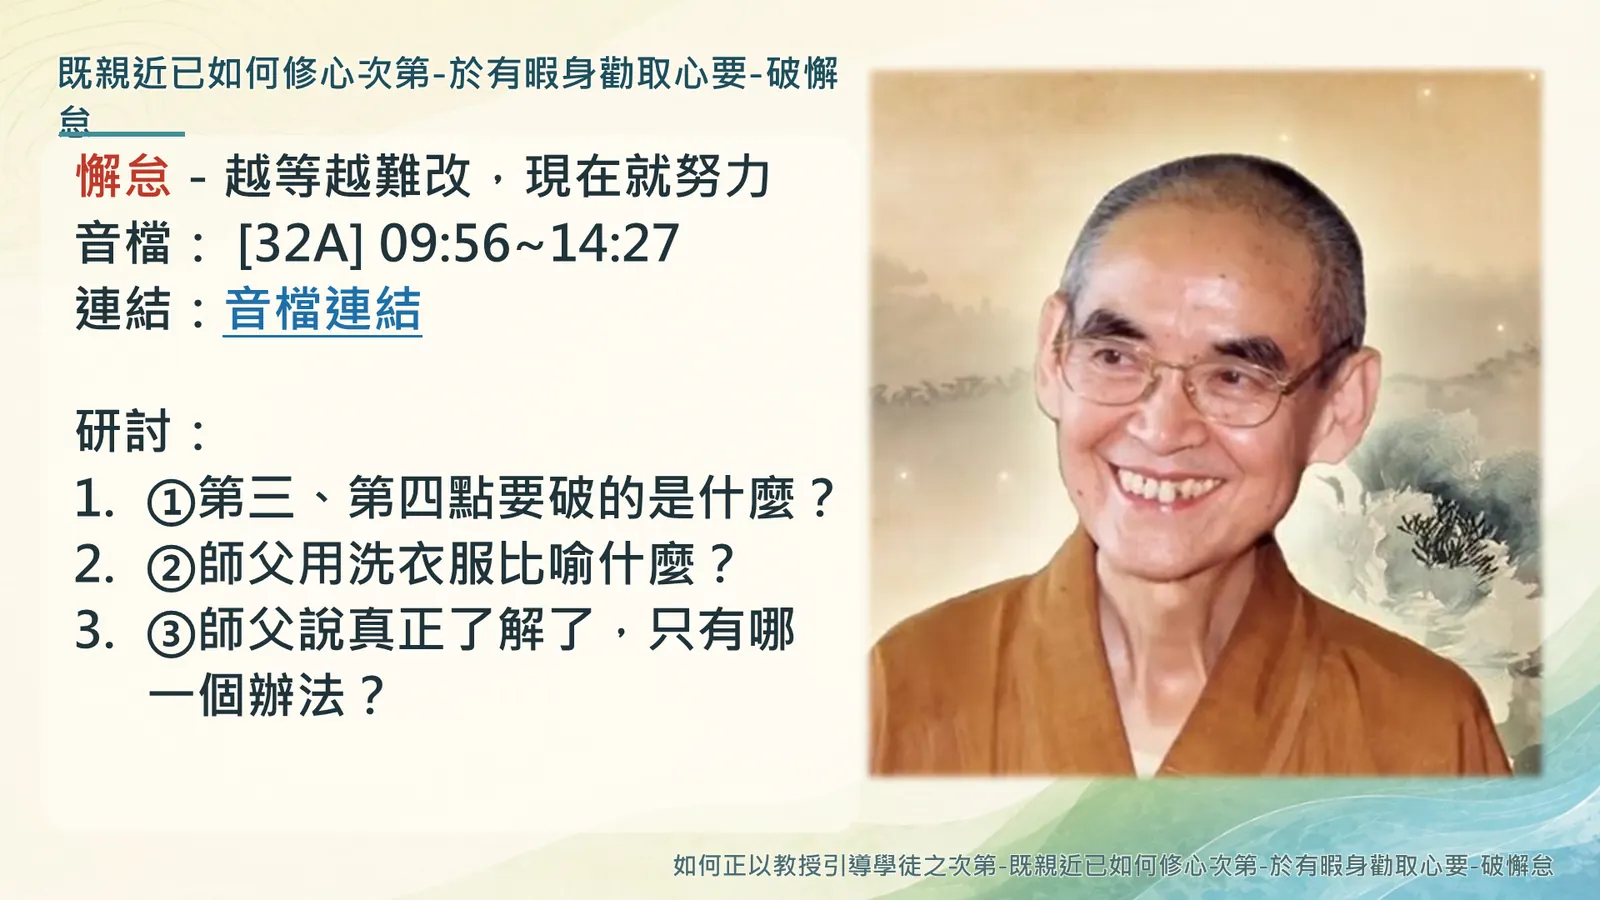 既親近已如何修心次第-於有暇身勸取心要-破懈
怠
懈怠 - 越等越難改，現在就努力
音檔： [32A] 09:56~14:27
連結：音檔連結
研討：
1. ①第三、第四點要破的是什麼？
2. ②師父用洗衣服比喻什麼？
3. ③師父說真正了解了，只有哪
一個辦法？
如何正以教授引導學徒之次第-既親近已如何修心次第-於有暇身勸取心要-破懈怠